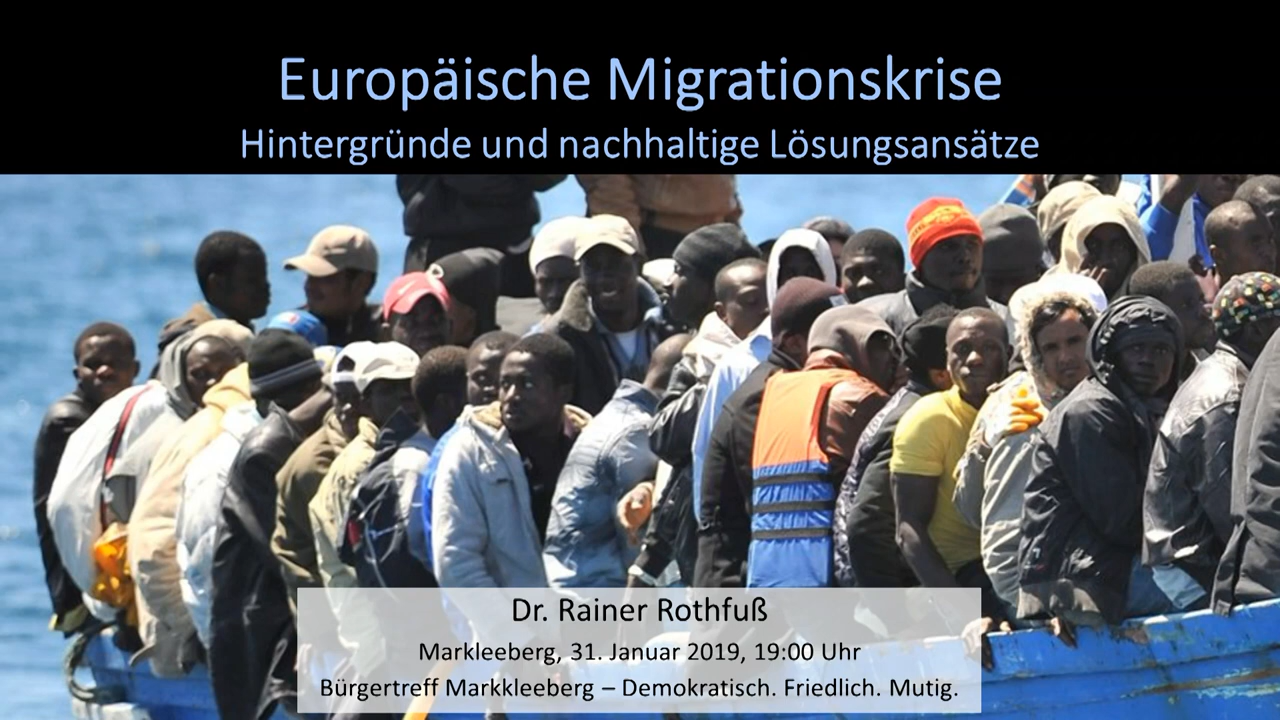 Europäische Migrationskrise
Hintergründe und nachhaltige Lösungsansätze
Dr. Rainer Rothfuß
Markleeberg, 31. Januar 2019, 19:00 Uhr
Bürgertreff Markkleeberg – Demokratisch. Friedlich. Mutig.